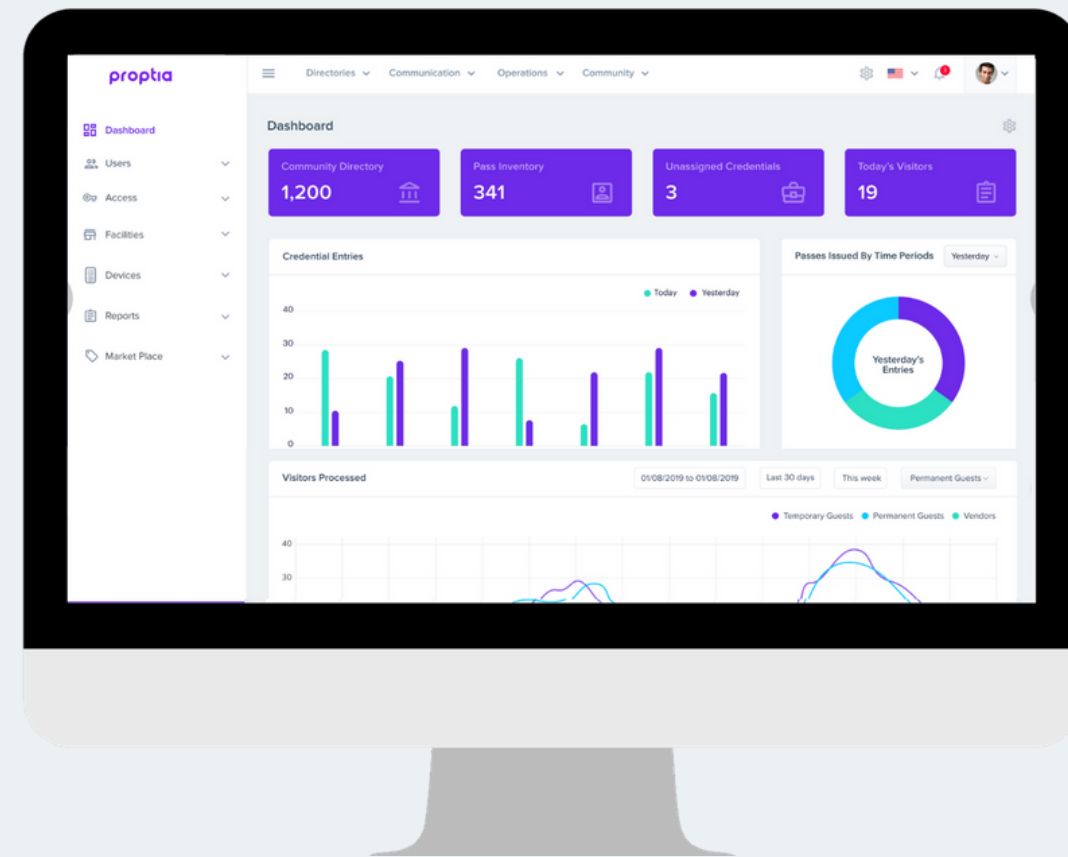 proptia
Directories Communication Operations Community
3
Dashboard
Users
Access
Facilities
Devices
Reports
Market Place
Dashboard
Community Directory
1,200
Pass Inventory
341
Unassigned Credentials
3
Today's Visitors
19
Credential Entries
Today Yesterday
40
30
20
10
0
Passes Issued By Time Periods Yesterday
Yesterday's
Entries
Visitors Processed 01/08/2019 to 01/08/2019 Last 30 days This week Permanent Guests
Temporary Guests Permanent Guests Vendors
40
30